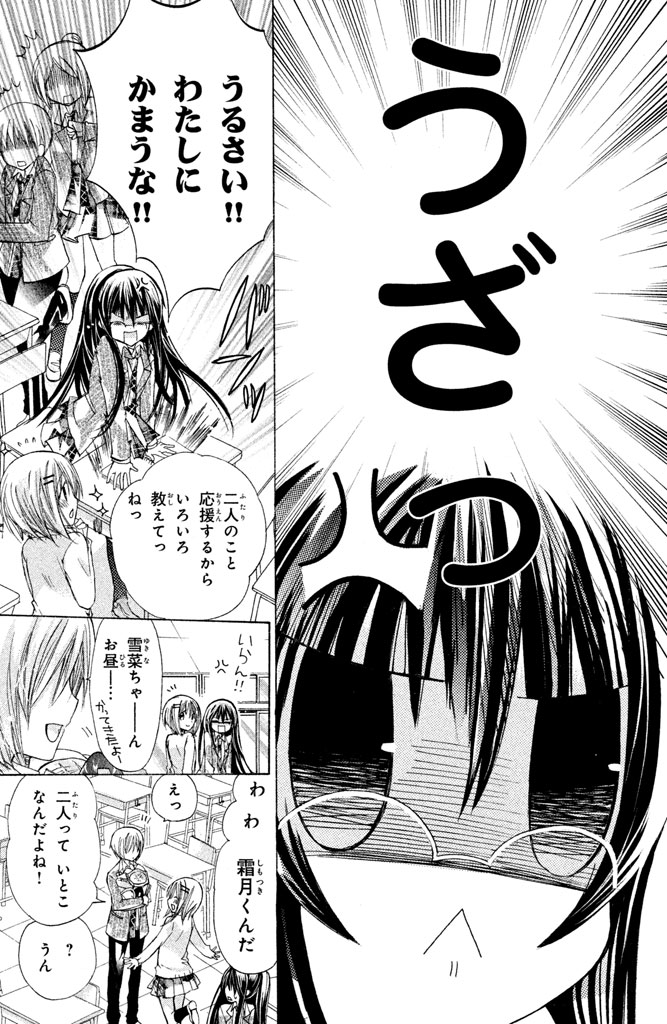 うざっ
うるさい!!
わたしに
かまうな!!
二人のこと
応援するから
いろいろ
教えてっ
ねっ
いらん!!
雪菜ちゃーん
お昼ー…
かってきたよー
わわ
霜月くんだ
えっ
二人って いとこ
なんだよね!
?
うん